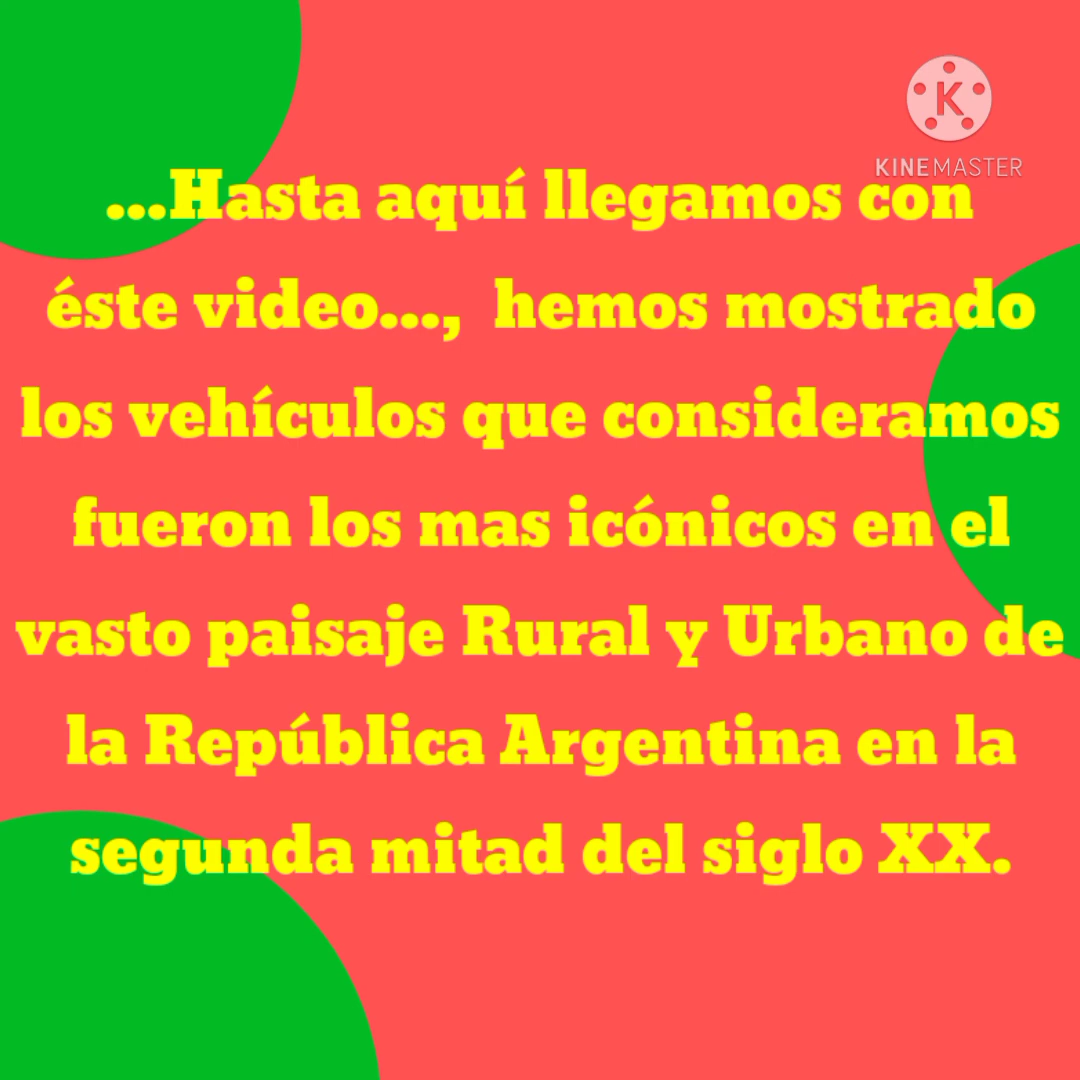 K
KINEMASTER
...Hasta aquí llegamos con
éste video..., hemos mostrado
los vehículos que consideramos
fueron los mas icónicos en el
vasto paisaje Rural y Urbano de
la República Argentina en la
segunda mitad del siglo XX.